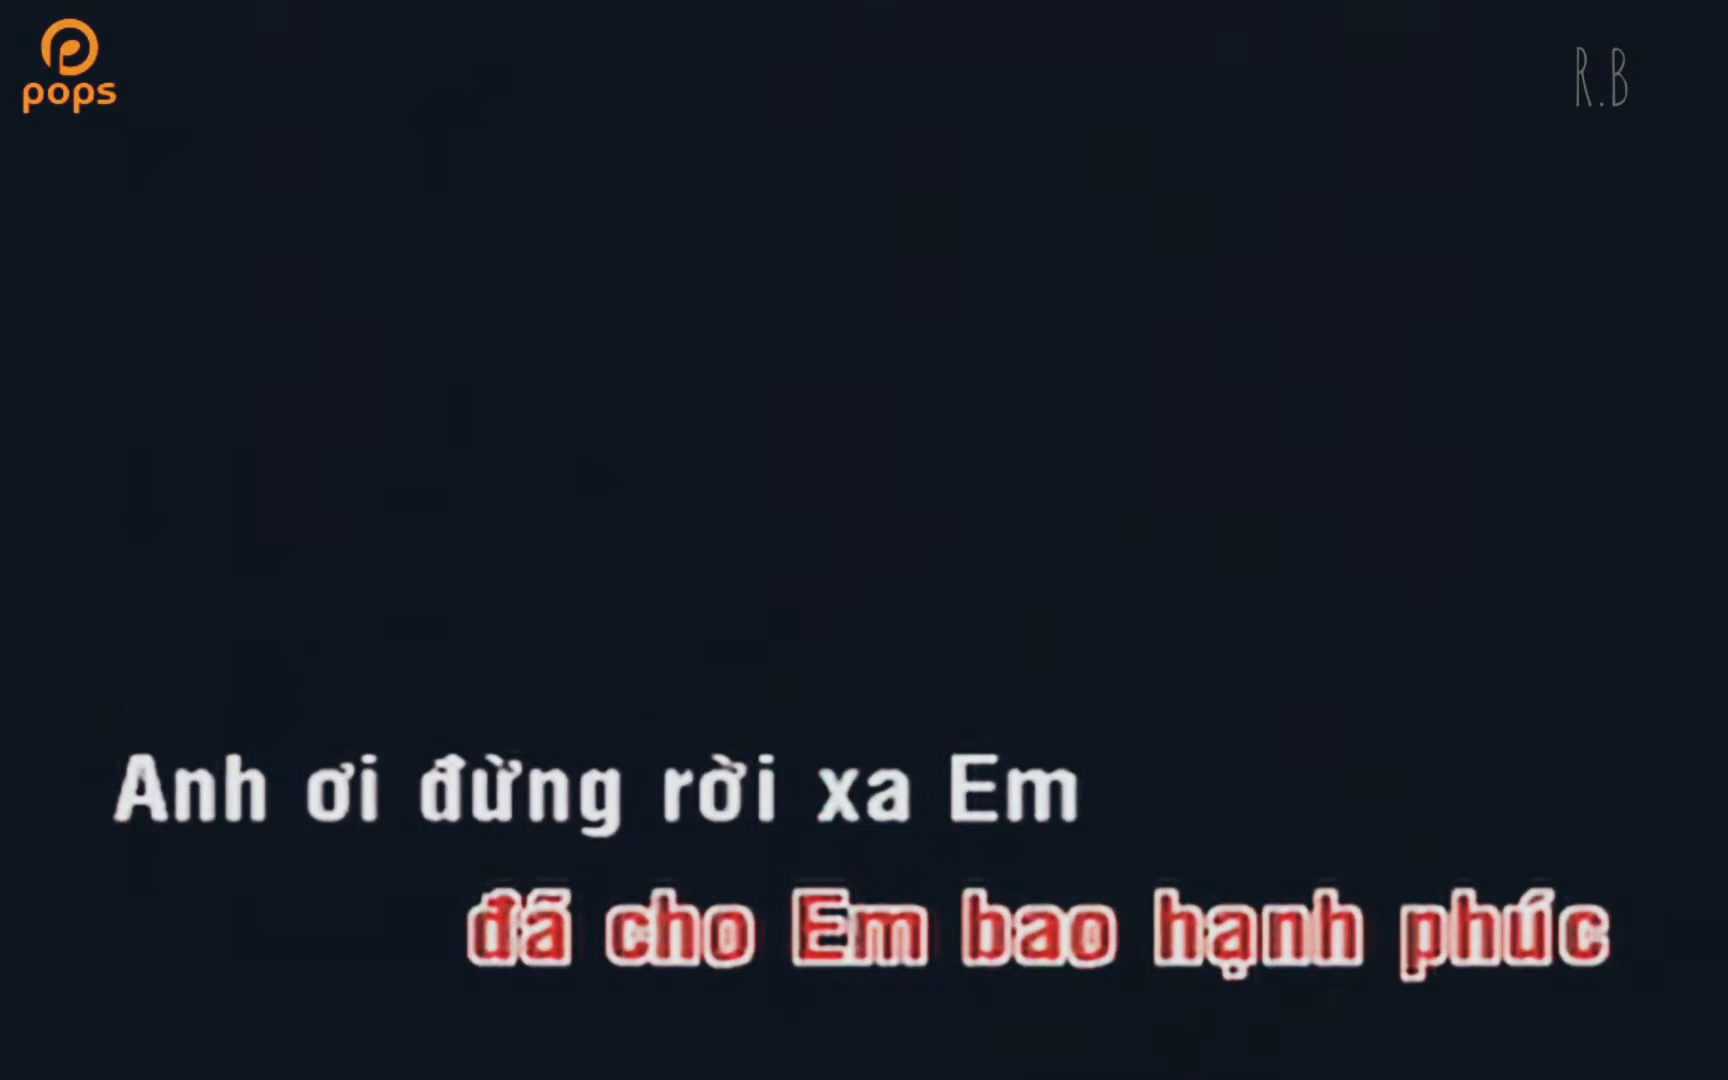 pops
R.B
Anh ơi đừng rời xa Em
đã cho Em bao hạnh phúc